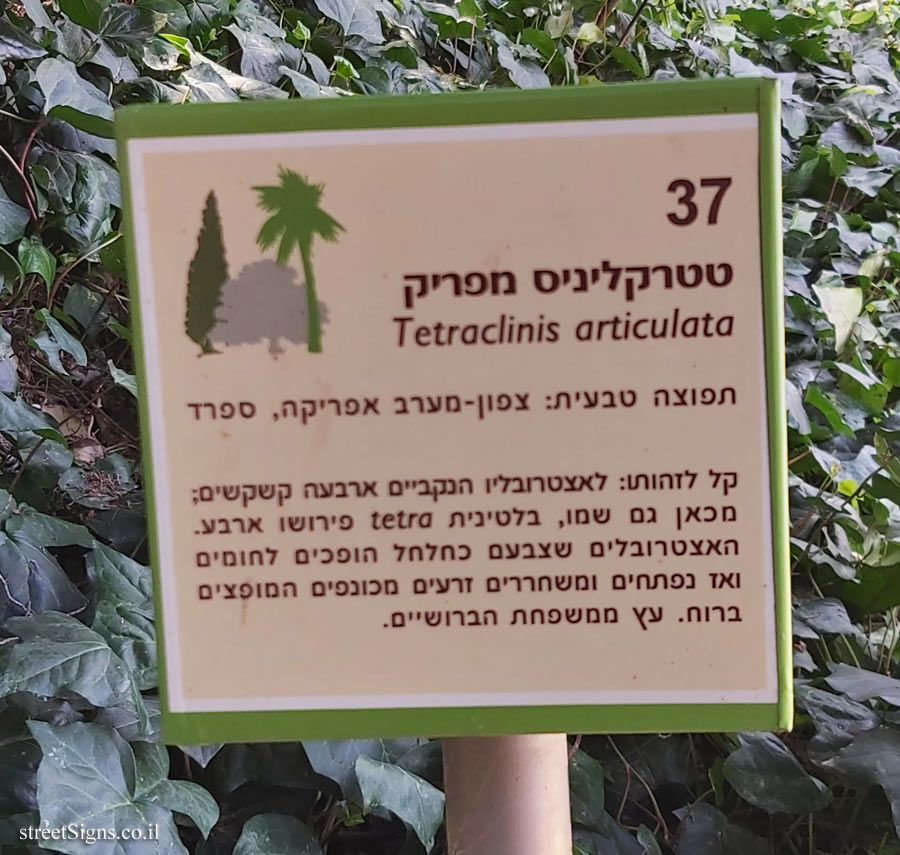 37
טטרקליניס מפריק
Tetraclinis articulata
תפוצה טבעית: צפון-מערב אפריקה, ספרד
קל לזהותו: לאצטרובליו הנקביים ארבעה קשקשים;
מכאן גם שמו, בלטינית tetra פירושו ארבע.
האצטרובלים שצבעם כחלחל הופכים לחומים
ואז נפתחים ומשחררים זרעים מכונפים המופצים
ברוח. עץ ממשפחת הברושיים.
streetSigns.co.il